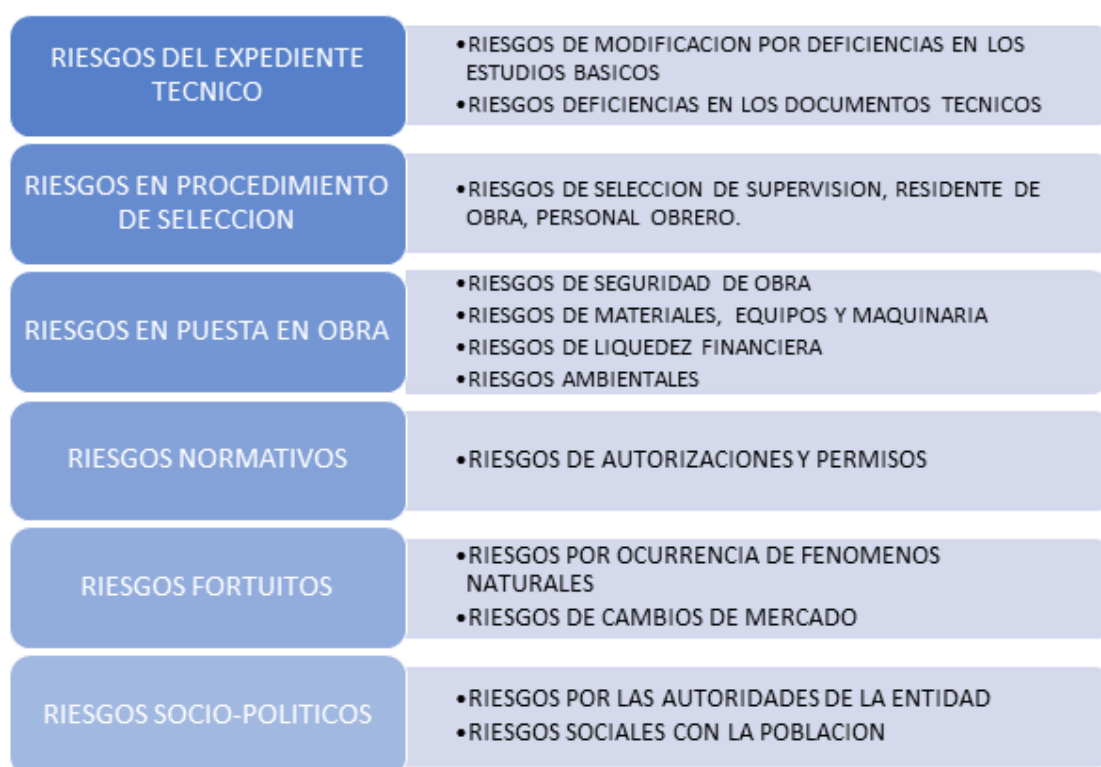 RIESGOS DEL EXPEDIENTE
TECNICO
•RIESGOS DE MODIFICACION POR DEFICIENCIAS EN LOS
ESTUDIOS BASICOS
•RIESGOS DEFICIENCIAS EN LOS DOCUMENTOS TECNICOS
RIESGOS EN PROCEDIMIENTO
DE SELECCION
•RIESGOS DE SELECCION DE SUPERVISION, RESIDENTE DE
OBRA, PERSONAL OBRERO.
RIESGOS EN PUESTA EN OBRA
•RIESGOS DE SEGURIDAD DE OBRA
•RIESGOS DE MATERIALES, EQUIPOS Y MAQUINARIA
•RIESGOS DE LIQUEDEZ FINANCIERA
•RIESGOS AMBIENTALES
RIESGOS NORMATIVOS
•RIESGOS DE AUTORIZACIONES Y PERMISOS
RIESGOS FORTUITOS
•RIESGOS POR OCURRENCIA DE FENOMENOS
NATURALES
•RIESGOS DE CAMBIOS DE MERCADO
RIESGOS SOCIO-POLITICOS
•RIESGOS POR LAS AUTORIDADES DE LA ENTIDAD
•RIESGOS SOCIALES CON LA POBLACION